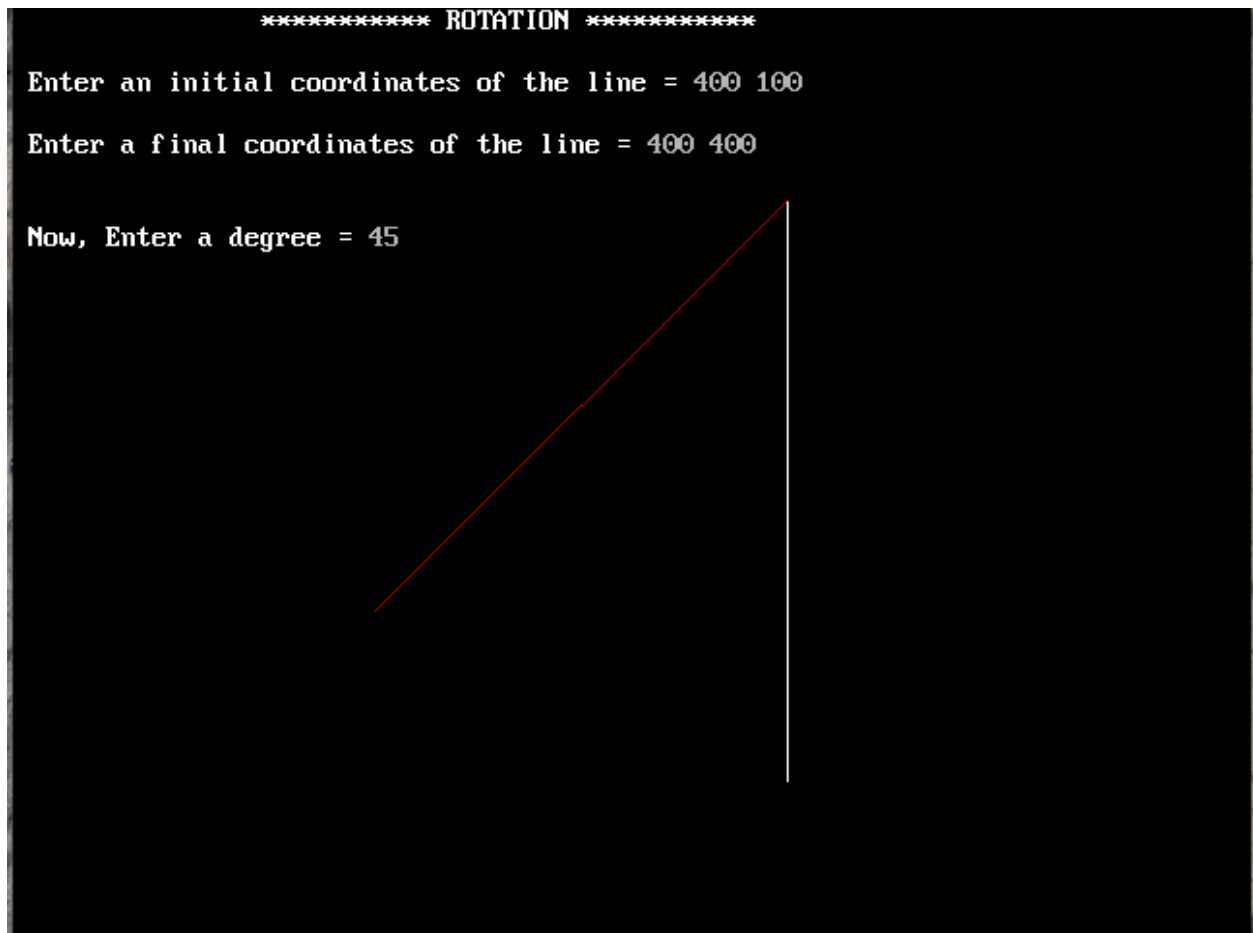 *********** ROTATION ***********
Enter an initial coordinates of the line = 400 100
Enter a final coordinates of the line = 400 400
Now, Enter a degree = 45